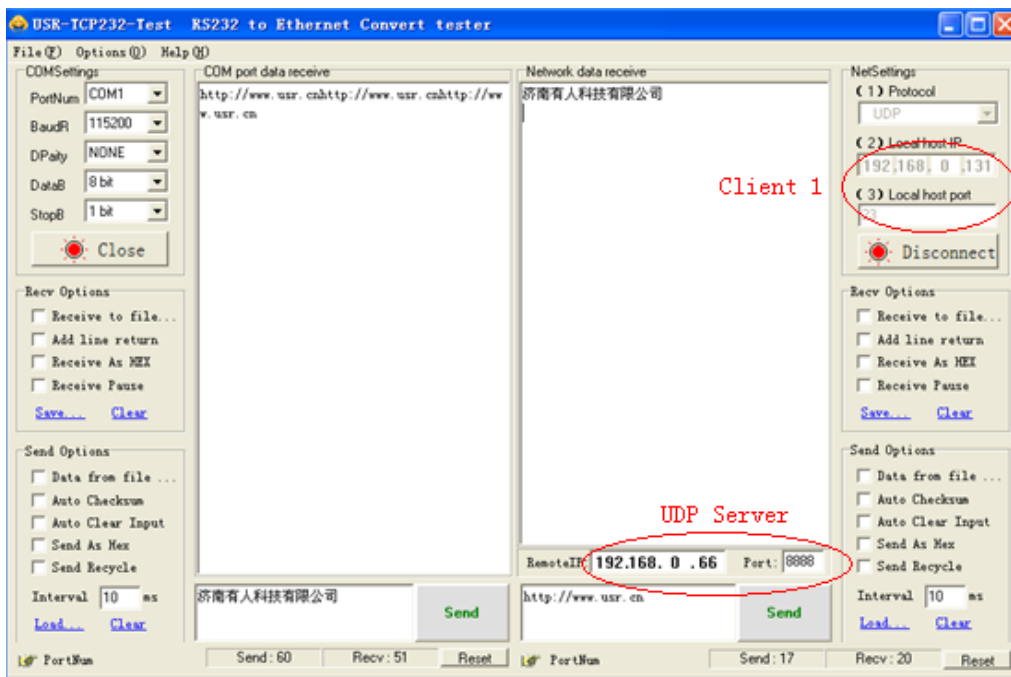 USR-TCP232-Test RS232 to Ethernet Convert tester
File(F) Options(O) Help(H)
COMSettings
PortNum COM1
BaudR 115200
DPaity NONE
DataB 8 bit
StopB 1 bit
Close
Recv Options
Receive to file...
Add line return
Receive As HEX
Receive Pause
Save... Clear
Send Options
Data from file ...
Auto Checksum
Auto Clear Input
Send As Hex
Send Recycle
Interval 10 ms
Load... Clear
COM port data receive
http://www.usr.cnhttp://www.usr.cnhttp://ww
w.usr.cn
济南有人科技有限公司
Send
Network data receive
济南有人科技有限公司
Client 1
UDP Server
RemoteIP: 192.168. 0 .66 Port: 8888
http://www.usr.cn
Send
NetSettings
(1) Protocol
UDP
(2) Local host IP
192.168. 0 .131
(3) Local host port
23
Disconnect
Recv Options
Receive to file...
Add line return
Receive As HEX
Receive Pause
Save... Clear
Send Options
Data from file ...
Auto Checksum
Auto Clear Input
Send As Hex
Send Recycle
Interval 10 ms
Load... Clear
PortNum Send:60 Recv:51 Reset
PortNum Send:17 Recv:20 Reset